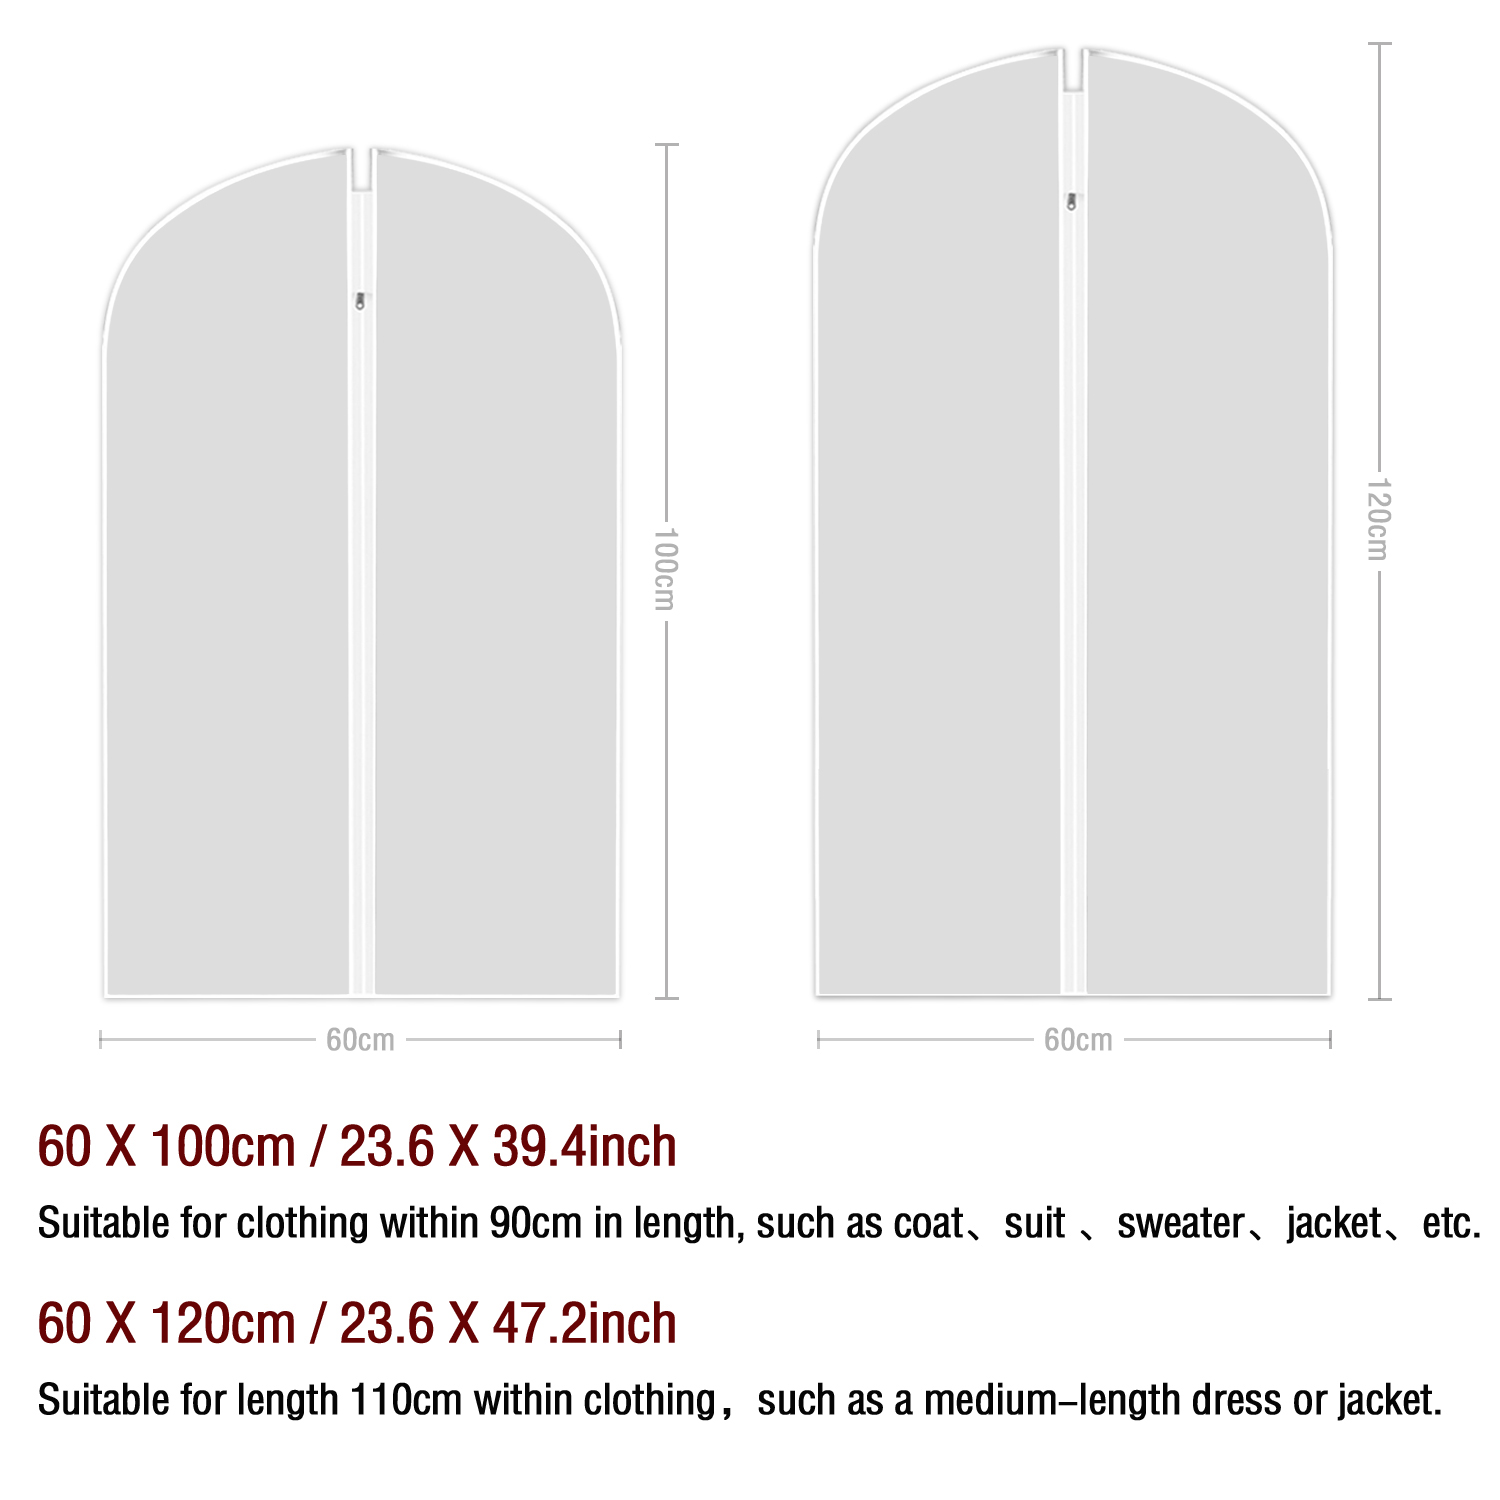 100cm
120cm
60cm
60cm
60 X 100cm / 23.6 X 39.4inch
Suitable for clothing within 90cm in length, such as coat、suit 、sweater、jacket、etc.
60 X 120cm / 23.6 X 47.2inch
Suitable for length 110cm within clothing，such as a medium-length dress or jacket.